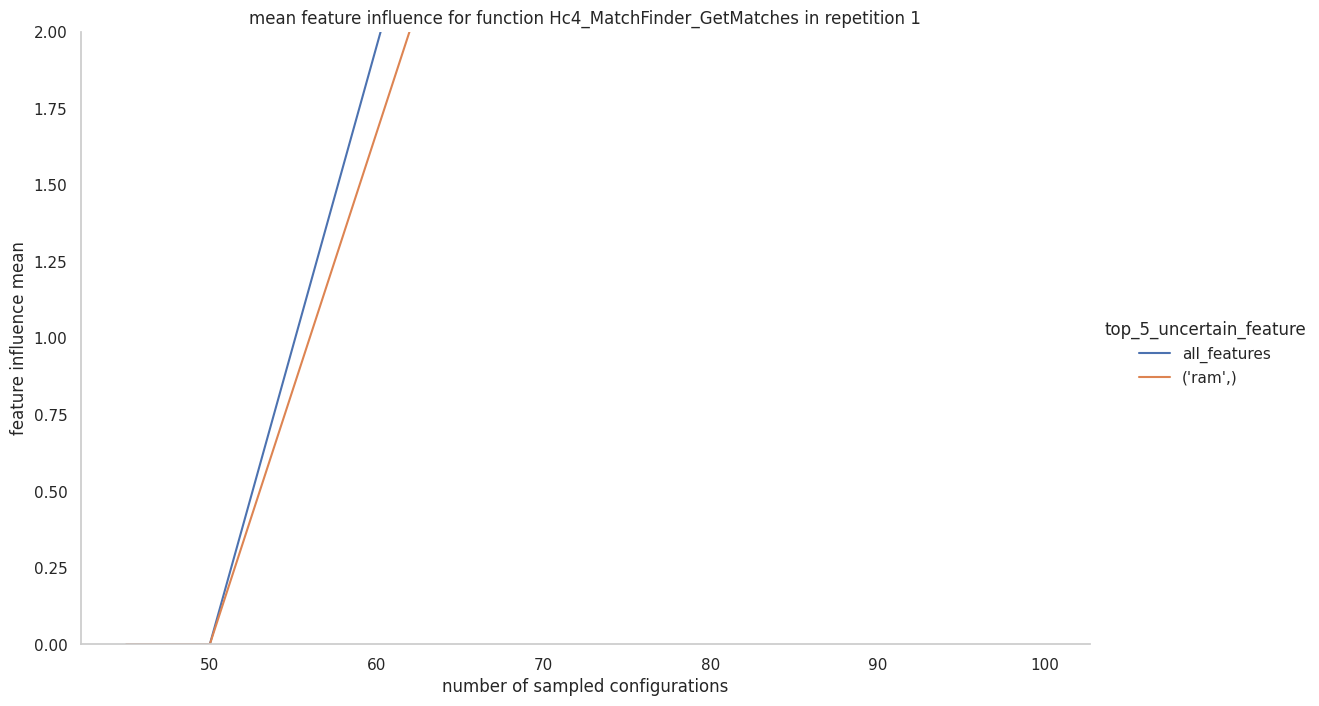 mean feature influence for function Hc4_MatchFinder_GetMatches in repetition 1
2.00
1.75
1.50
1.25
1.00
0.75
0.50
0.25
0.00
feature influence mean
50 60 70 80 90 100
number of sampled configurations
top_5_uncertain_feature
all_features
('ram',)